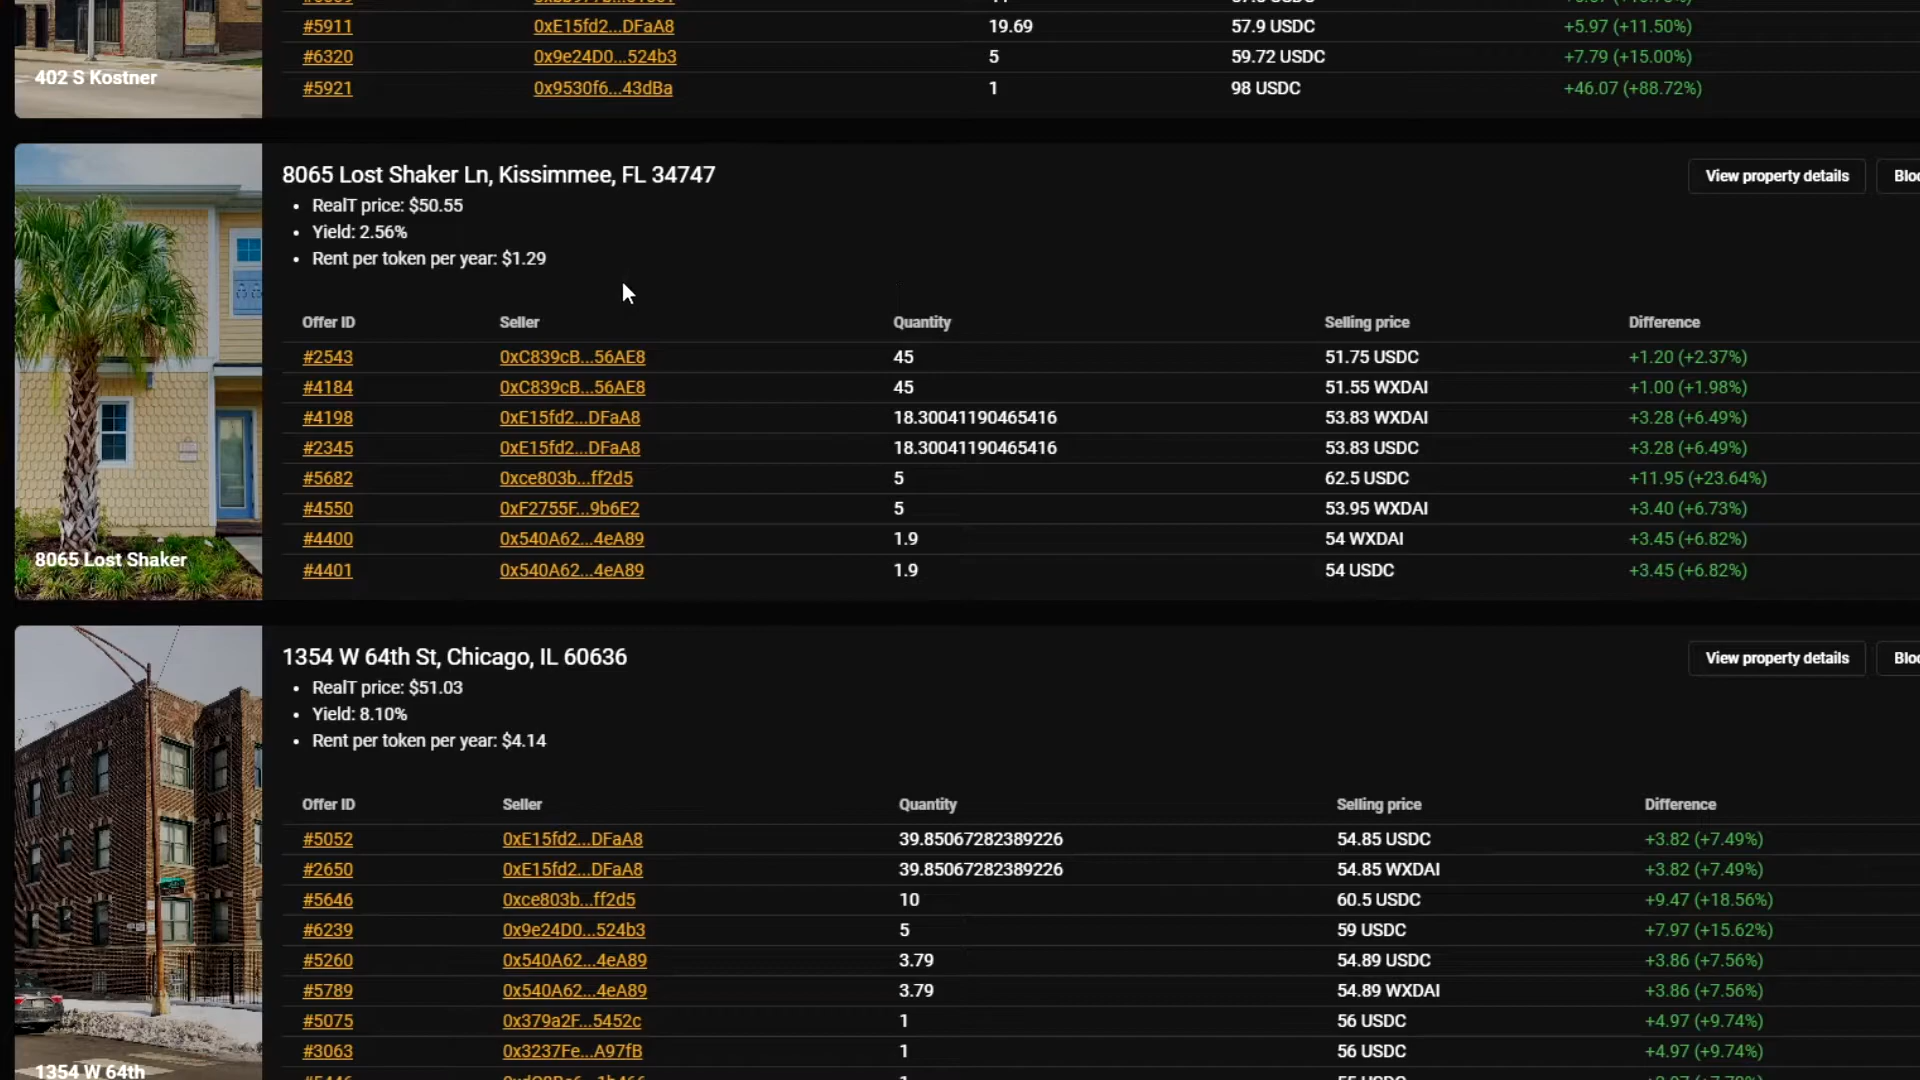 #5911 0xE15fd2...DFaA8 19.69 57.9 USDC +5.97 (+11.50%)
#6320 0x9e24D0...524b3 5 59.72 USDC +7.79 (+15.00%)
#5921 0x9530f6...43dBa 1 98 USDC +46.07 (+88.72%)
402 S Kostner
8065 Lost Shaker Ln, Kissimmee, FL 34747
View property details
Bloc
• RealT price: $50.55
• Yield: 2.56%
• Rent per token per year: $1.29
Offer ID Seller Quantity Selling price Difference
#2543 0xC839cB...56AE8 45 51.75 USDC +1.20 (+2.37%)
#4184 0xC839cB...56AE8 45 51.55 WXDAI +1.00 (+1.98%)
#4198 0xE15fd2...DFaA8 18.30041190465416 53.83 WXDAI +3.28 (+6.49%)
#2345 0xE15fd2...DFaA8 18.30041190465416 53.83 USDC +3.28 (+6.49%)
#5682 0xce803b...ff2d5 5 62.5 USDC +11.95 (+23.64%)
#4550 0xF2755F...9b6E2 5 53.95 WXDAI +3.40 (+6.73%)
#4400 0x540A62...4eA89 1.9 54 WXDAI +3.45 (+6.82%)
#4401 0x540A62...4eA89 1.9 54 USDC +3.45 (+6.82%)
8065 Lost Shaker
1354 W 64th St, Chicago, IL 60636
View property details
Bloc
• RealT price: $51.03
• Yield: 8.10%
• Rent per token per year: $4.14
Offer ID Seller Quantity Selling price Difference
#5052 0xE15fd2...DFaA8 39.85067282389226 54.85 USDC +3.82 (+7.49%)
#2650 0xE15fd2...DFaA8 39.85067282389226 54.85 WXDAI +3.82 (+7.49%)
#5646 0xce803b...ff2d5 10 60.5 USDC +9.47 (+18.56%)
#6239 0x9e24D0...524b3 5 59 USDC +7.97 (+15.62%)
#5260 0x540A62...4eA89 3.79 54.89 USDC +3.86 (+7.56%)
#5789 0x540A62...4eA89 3.79 54.89 WXDAI +3.86 (+7.56%)
#5075 0x379a2F...5452c 1 56 USDC +4.97 (+9.74%)
#3063 0x3237Fe...A97fB 1 56 USDC +4.97 (+9.74%)
1354 W 64th